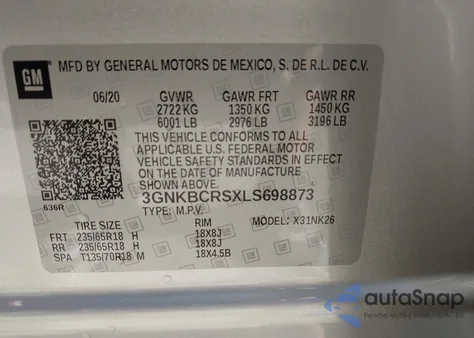 GM
MFD BY GENERAL MOTORS DE MEXICO, S. DE R.L. DE C.V.
06/20 GVWR GAWR FRT GAWR RR
2722 KG 1350 KG 1450 KG
6001 LB 2976 LB 3196 LB
THIS VEHICLE CONFORMS TO ALL
APPLICABLE U.S. FEDERAL MOTOR
VEHICLE SAFETY STANDARDS IN EFFECT
ON THE DATE OF MANUFACTURE
SHOWN ABOVE.
3GNKBCRSXLS698873
636R
TYPE: M.P.V. MODEL: X31NK26
TIRE SIZE RIM
FRT 235/65R18 H 18X8J
RR 235/65R18 H 18X8J
SPA T135/70R18 M 18X4.5B
autoSnap